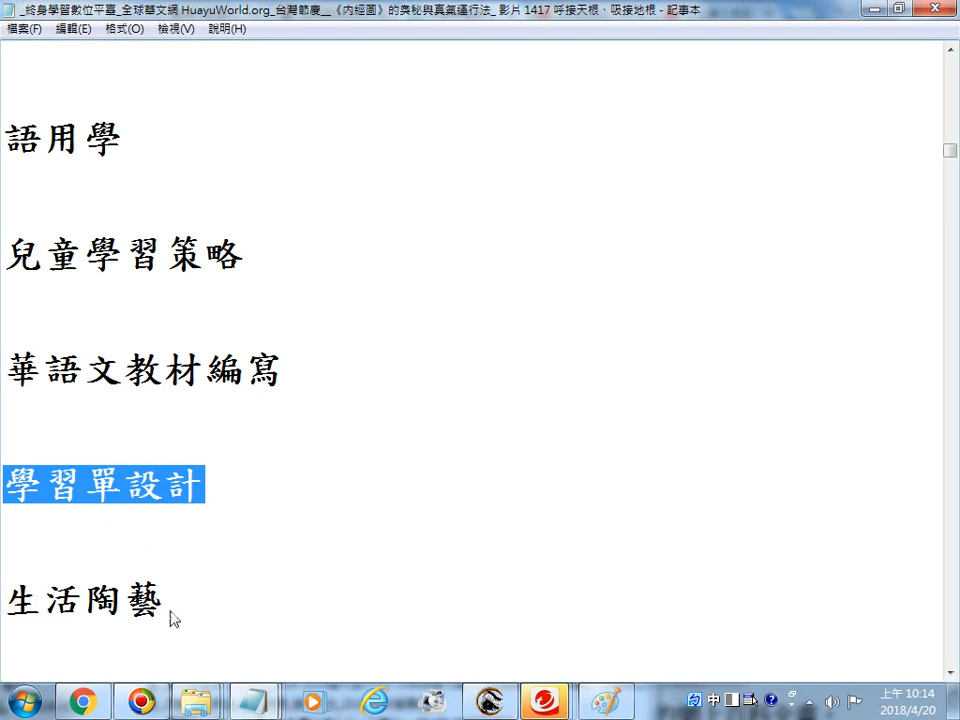 _終身學習數位平臺_全球華文網 HuayuWorld.org_台灣節慶__《內經圖》的奧秘與真氣運行法_ 影片 1417 呼接天根、吸接地根 - 記事本
檔案(F) 編輯(E) 格式(O) 檢視(V) 說明(H)
語用學
兒童學習策略
華語文教材編寫
學習單設計
生活陶藝
中
上午 10:14
2018/4/20